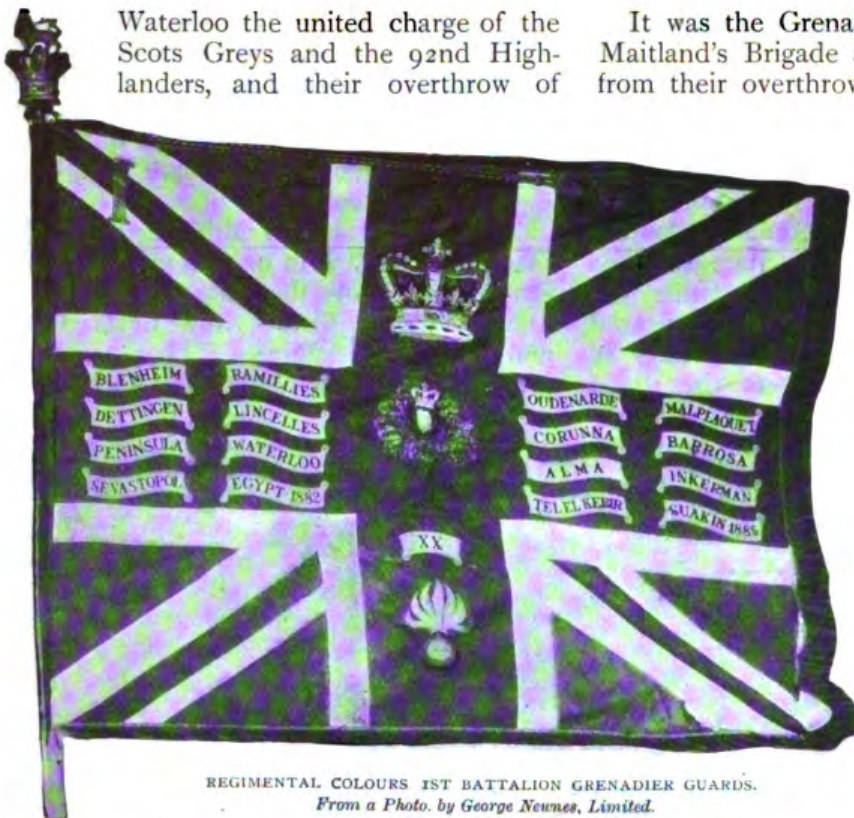 Waterloo the united charge of the
Scots Greys and the 92nd High-
landers, and their overthrow of
It was the Grena
Maitland's Brigade
from their overthrow
BLENHEIM RAMILLIES
DETTINGEN LINCELLES
PENINSULA WATERLOO
SEVASTOPOL EGYPT 1882
OUDENARDE MALPLAQUET
CORUNNA BARROSA
ALMA INKERMAN
TEL EL KEBIR SUAKIN 1885
XX
REGIMENTAL COLOURS 1ST BATTALION GRENADIER GUARDS.
From a Photo. by George Newnes, Limited.